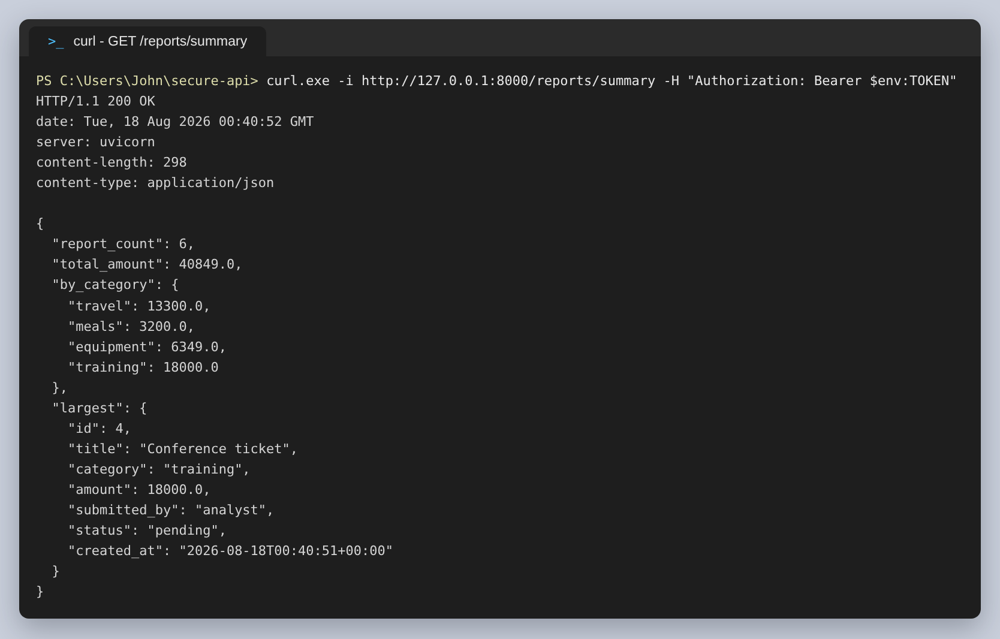 >_ curl - GET /reports/summary
PS C:\Users\John\secure-api> curl.exe -i http://127.0.0.1:8000/reports/summary -H "Authorization: Bearer $env:TOKEN"
HTTP/1.1 200 OK
date: Tue, 18 Aug 2026 00:40:52 GMT
server: uvicorn
content-length: 298
content-type: application/json

{
  "report_count": 6,
  "total_amount": 40849.0,
  "by_category": {
    "travel": 13300.0,
    "meals": 3200.0,
    "equipment": 6349.0,
    "training": 18000.0
  },
  "largest": {
    "id": 4,
    "title": "Conference ticket",
    "category": "training",
    "amount": 18000.0,
    "submitted_by": "analyst",
    "status": "pending",
    "created_at": "2026-08-18T00:40:51+00:00"
  }
}